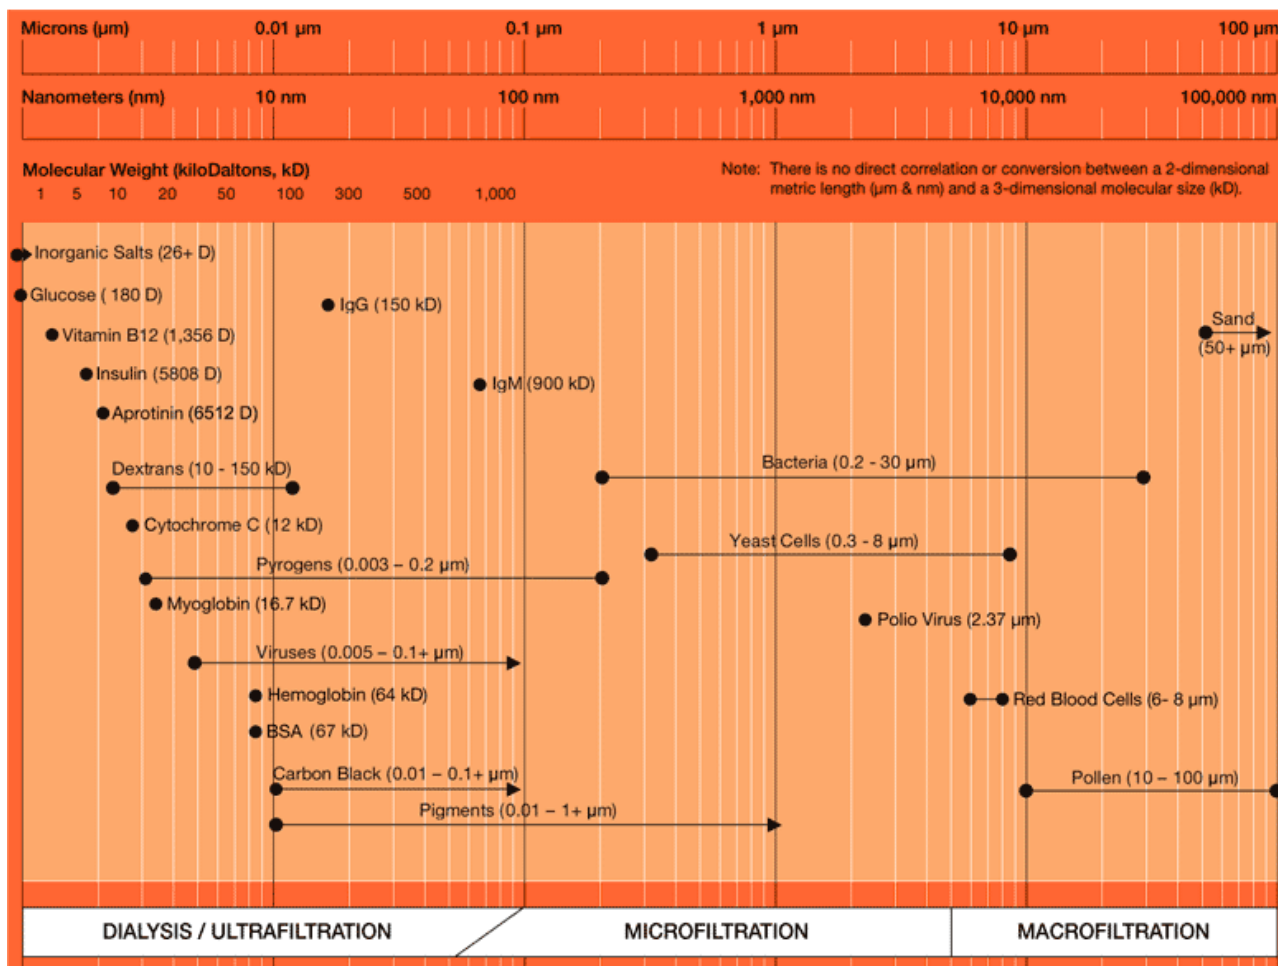 Microns (µm) 0.01 µm 0.1 µm 1 µm 10 µm 100 µm
Nanometers (nm) 10 nm 100 nm 1,000 nm 10,000 nm 100,000 nm
Molecular Weight (kiloDaltons, kD)
1 5 10 20 50 100 300 500 1,000
Note: There is no direct correlation or conversion between a 2-dimensional
metric length (µm & nm) and a 3-dimensional molecular size (kD).
Inorganic Salts (26+ D)
Glucose ( 180 D)
IgG (150 kD)
Sand
(50+ µm)
Vitamin B12 (1,356 D)
Insulin (5808 D)
IgM (900 kD)
Aprotinin (6512 D)
Dextrans (10 - 150 kD)
Bacteria (0.2 - 30 µm)
Cytochrome C (12 kD)
Yeast Cells (0.3 - 8 µm)
Pyrogens (0.003 – 0.2 µm)
Myoglobin (16.7 kD)
Polio Virus (2.37 µm)
Viruses (0.005 – 0.1+ µm)
Hemoglobin (64 kD)
Red Blood Cells (6- 8 µm)
BSA (67 kD)
Carbon Black (0.01 – 0.1+ µm)
Pollen (10 – 100 µm)
Pigments (0.01 – 1+ µm)
DIALYSIS / ULTRAFILTRATION MICROFILTRATION MACROFILTRATION